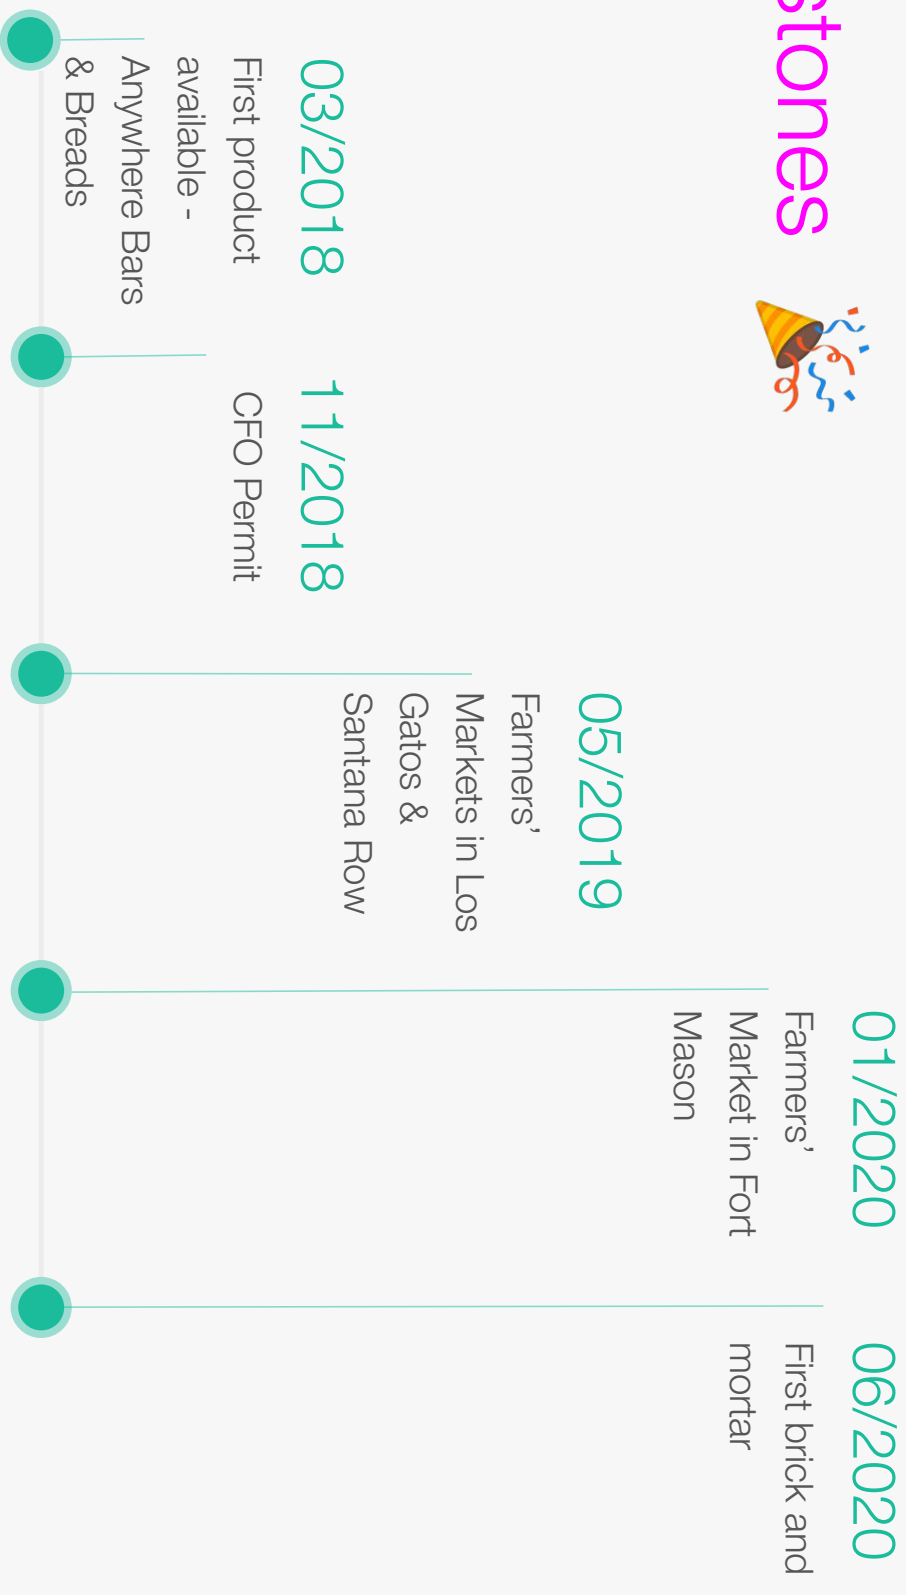 stones
03/2018
First product
available -
Anywhere Bars
& Breads
11/2018
CFO Permit
05/2019
Farmers’
Markets in Los
Gatos &
Santana Row
01/2020
Farmers’
Market in Fort
Mason
06/2020
First brick and
mortar